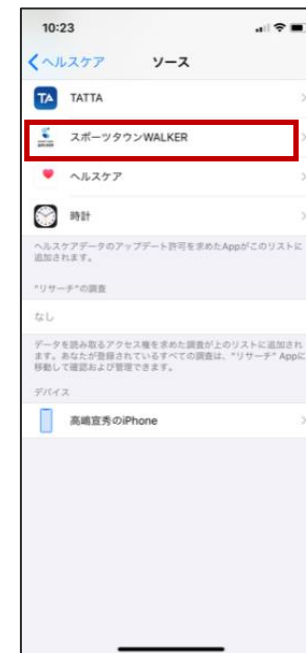 10:23
ヘルスケア
ソース
TA
TATTA
スポーツタウンWALKER
ヘルスケア
時計
ヘルスケアデータのアップデート許可を求めたAppがこのリストに
追加されます。
"リサーチ"の調査
なし
データを読み取るアクセス権を求めた調査が上のリストに追加され
ます。あなたが登録されているすべての調査は、"リサーチ" Appに
移動して確認および管理できます。
デバイス
高嶋宣秀のiPhone